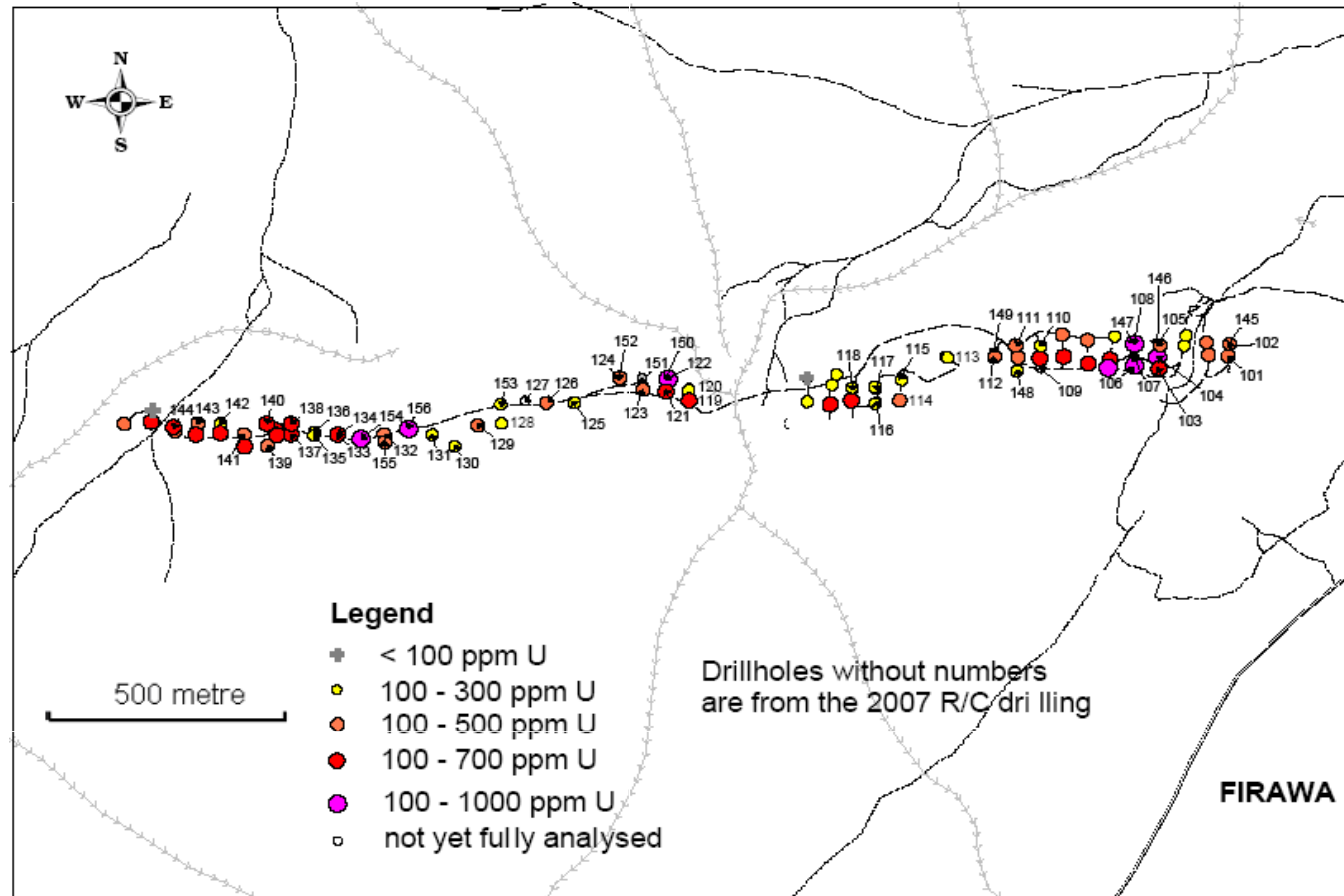 N
W E
S
146
108
149 111 110 147 105 145
102
152 150
151 122
124
118 117 115
113
112
148 109 106 107 104 101
103
153 127 126
123
121
120
119
114
116
125
128
144 143 142 140 138 136 134 154 156
129
141 139 137 135 133 155 132 131 130
Legend
< 100 ppm U
100 - 300 ppm U
100 - 500 ppm U
100 - 700 ppm U
100 - 1000 ppm U
not yet fully analysed
500 metre
Drillholes without numbers
are from the 2007 R/C dri lling
FIRAWA